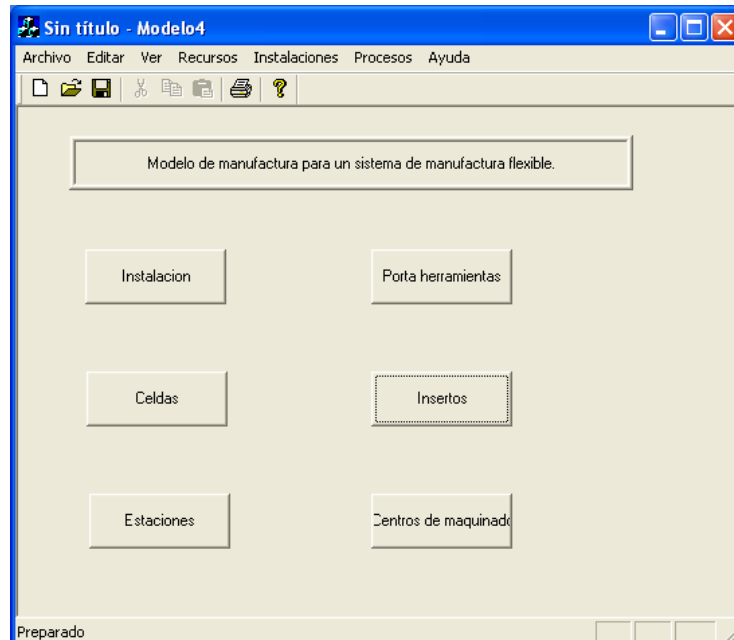 Sin título - Modelo4
Archivo Editar Ver Recursos Instalaciones Procesos Ayuda
Modelo de manufactura para un sistema de manufactura flexible.
Instalacion Porta herramientas
Celdas Insertos
Estaciones Centros de maquinado
Preparado